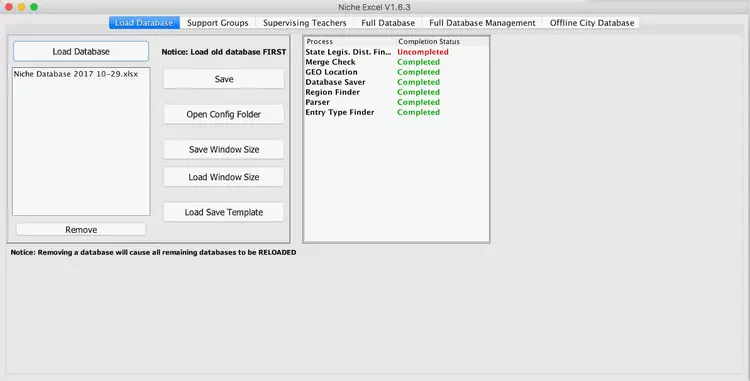 Niche Excel V1.6.3
Load Database
Support Groups
Supervising Teachers
Full Database
Full Database Management
Offline City Database
Load Database
Niche Database 2017 10-29.xlsx
Remove
Notice: Load old database FIRST
Save
Open Config Folder
Save Window Size
Load Window Size
Load Save Template
Process Completion Status
State Legis. Dist. Fin... Uncompleted
Merge Check Completed
GEO Location Completed
Database Saver Completed
Region Finder Completed
Parser Completed
Entry Type Finder Completed
Notice: Removing a database will cause all remaining databases to be RELOADED